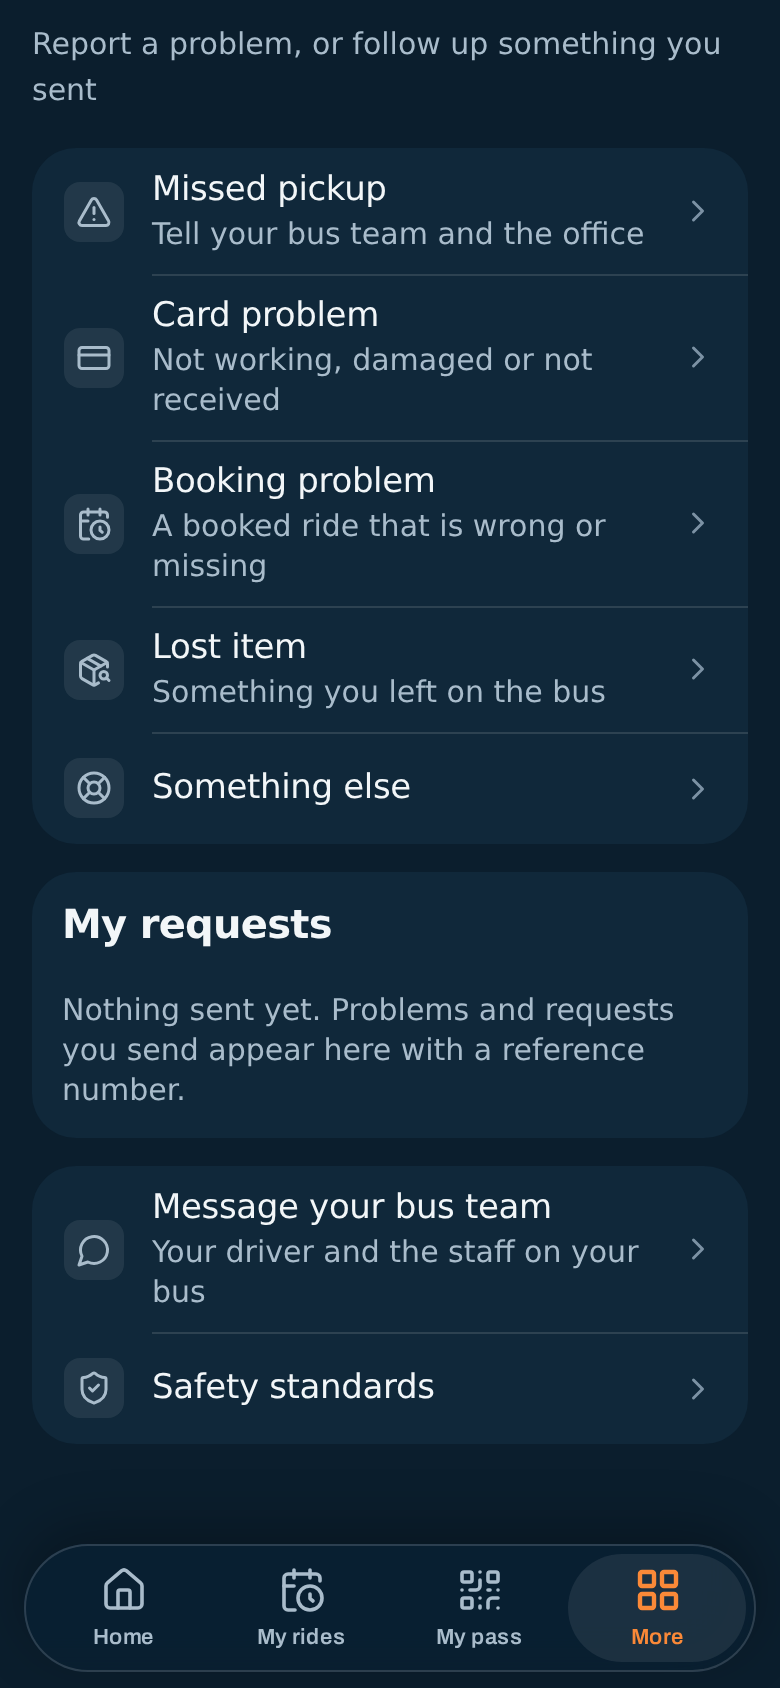 Report a problem, or follow up something you
sent
Missed pickup
Tell your bus team and the office
Card problem
Not working, damaged or not
received
Booking problem
A booked ride that is wrong or
missing
Lost item
Something you left on the bus
Something else
My requests
Nothing sent yet. Problems and requests
you send appear here with a reference
number.
Message your bus team
Your driver and the staff on your
bus
Safety standards
Home
My rides
My pass
More